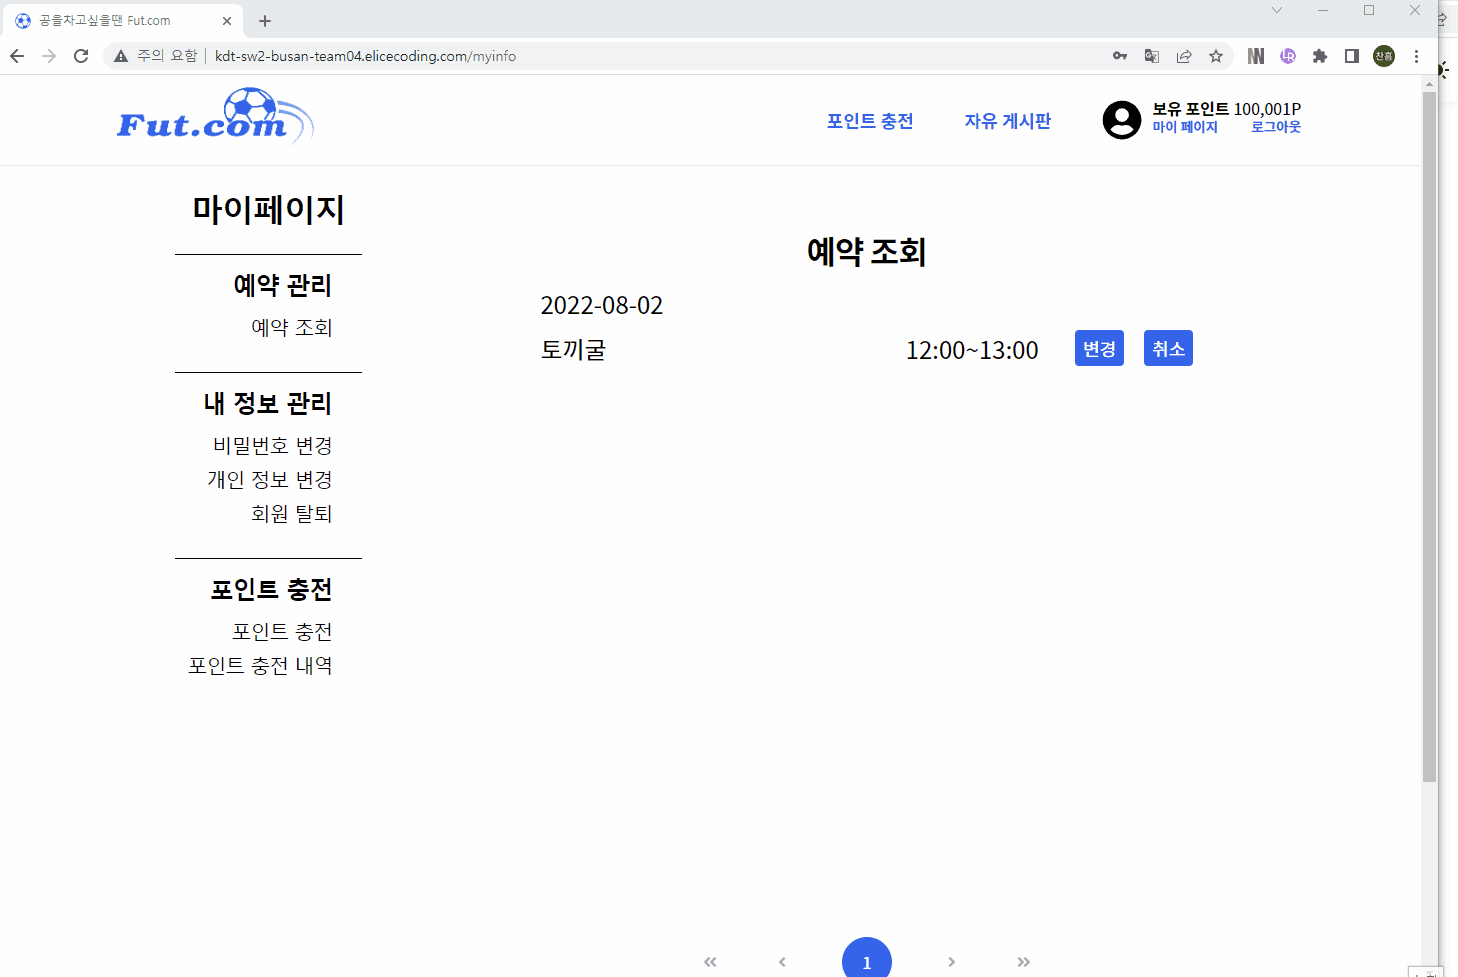 공을차고싶을땐 Fut.com
주의 요함 kdt-sw2-busan-team04.elicecoding.com/myinfo
찬흠
Fut.com
포인트 충전 자유 게시판
보유 포인트 100,001P
마이 페이지 로그아웃
마이페이지
예약 관리
예약 조회
내 정보 관리
비밀번호 변경
개인 정보 변경
회원 탈퇴
포인트 충전
포인트 충전
포인트 충전 내역
예약 조회
2022-08-02
토끼굴 12:00~13:00 변경 취소
« ‹ 1 › »